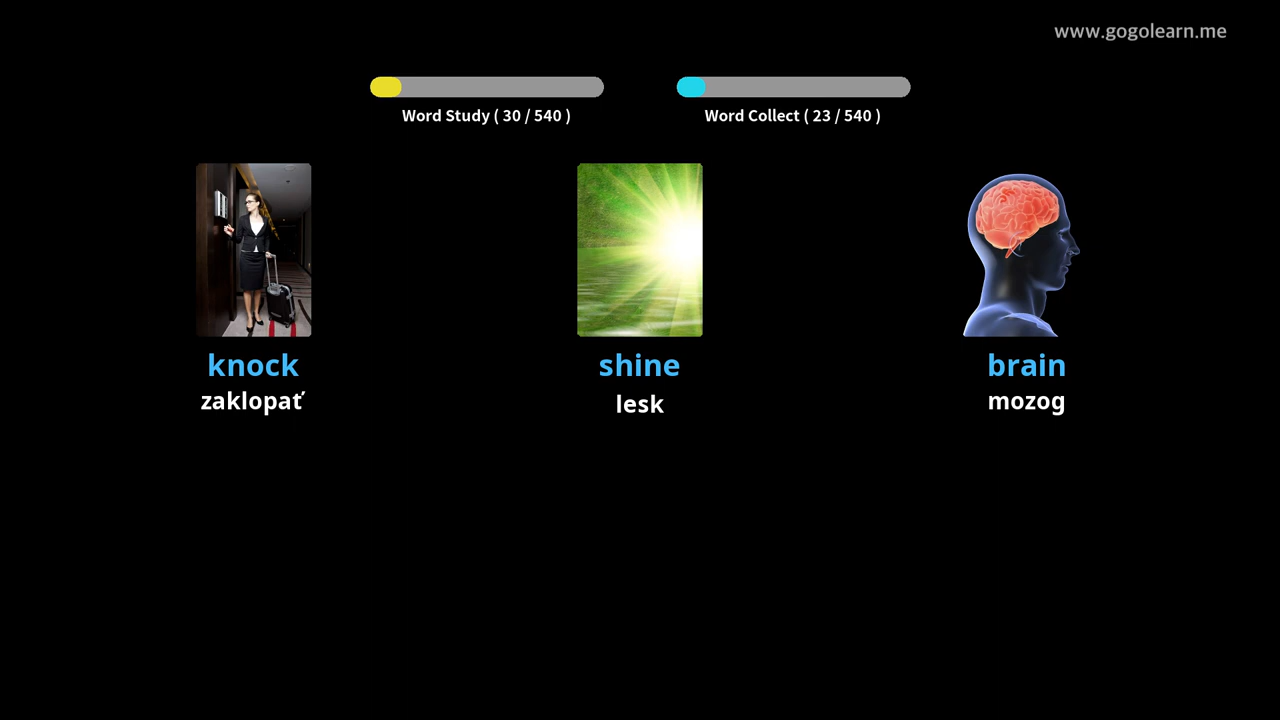 www.gogolearn.me
Word Study ( 30 / 540 )
Word Collect ( 23 / 540 )
knock
zaklopať
shine
lesk
brain
mozog